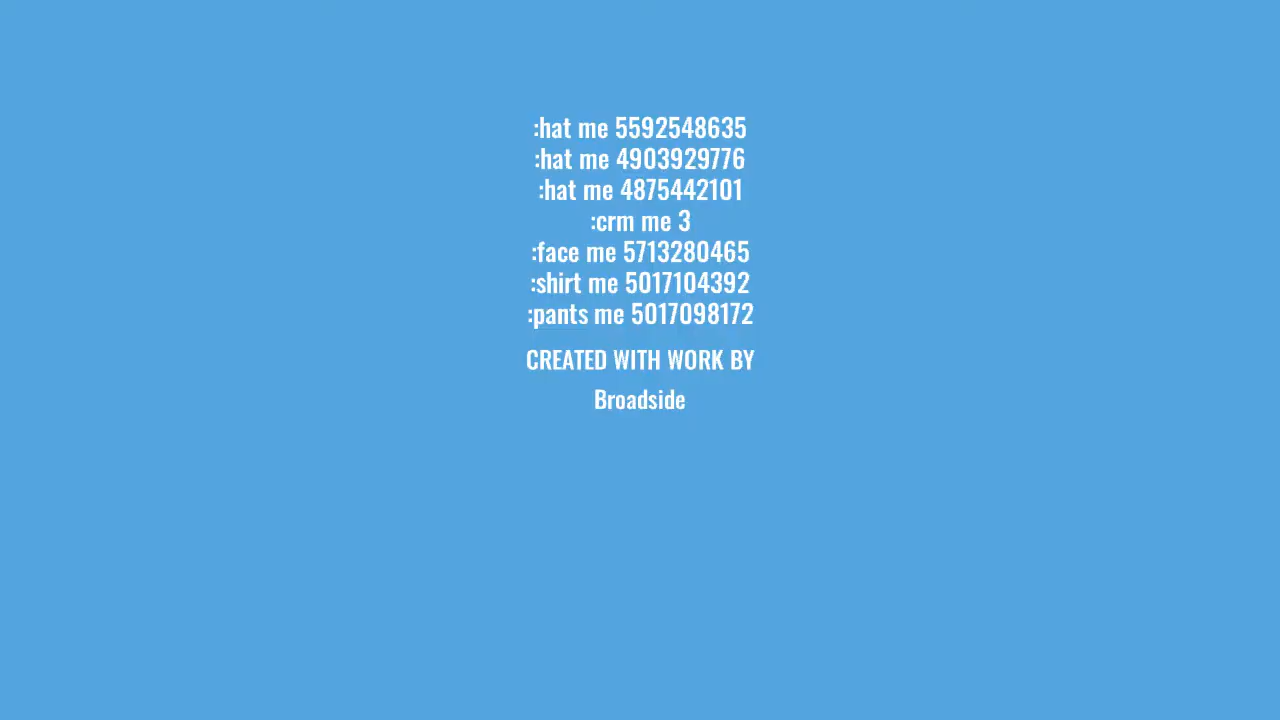 :hat me 5592548635
:hat me 4903929776
:hat me 4875442101
:crm me 3
:face me 5713280465
:shirt me 5017104392
:pants me 5017098172
CREATED WITH WORK BY
Broadside